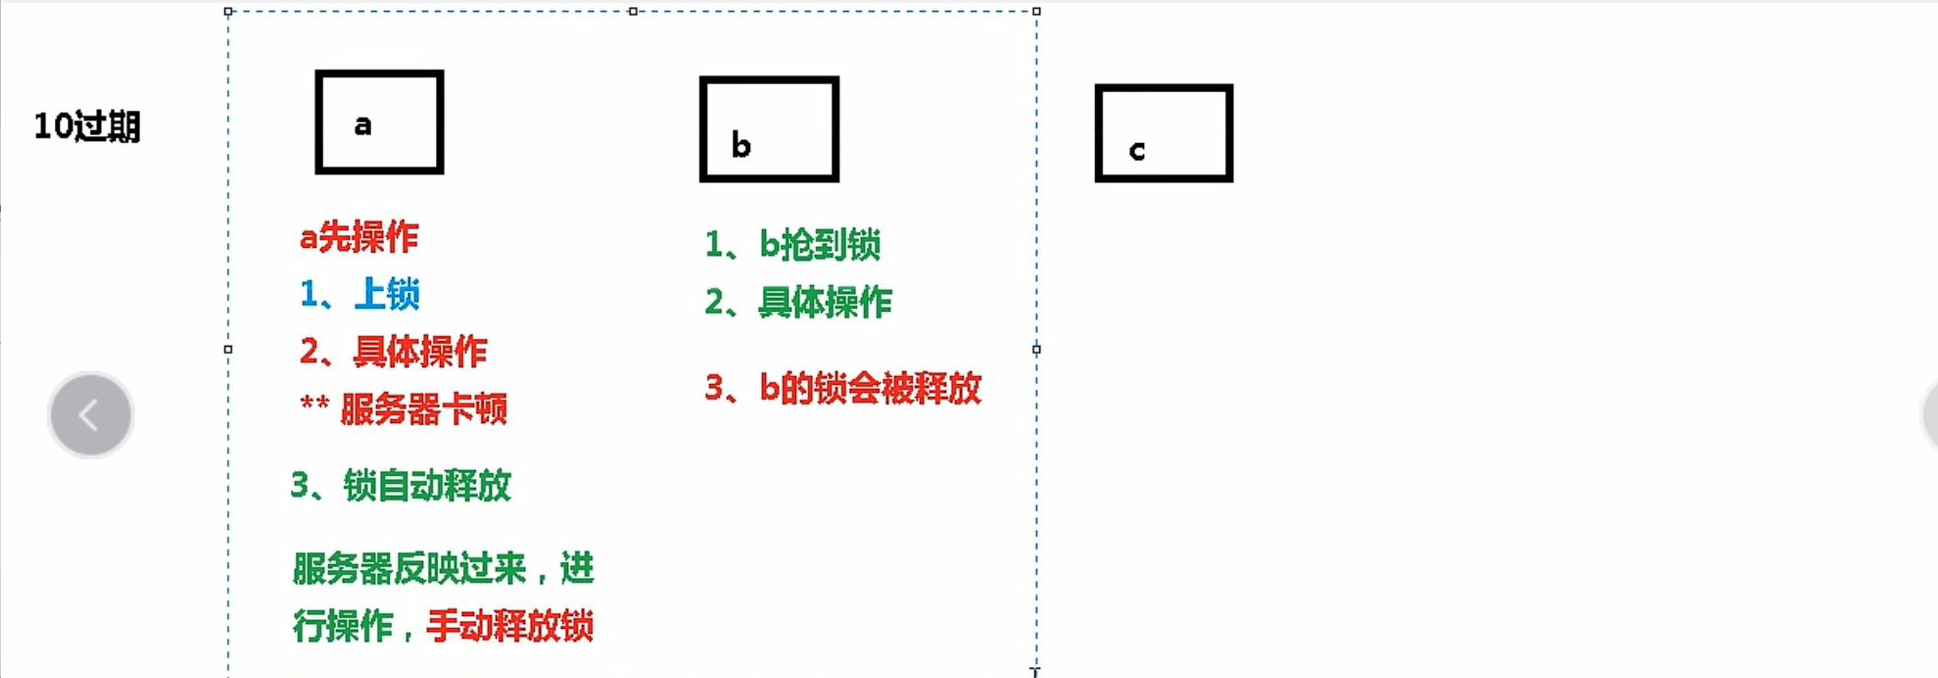 10过期
a
a先操作
1、上锁
2、具体操作
** 服务器卡顿
3、锁自动释放
服务器反映过来，进
行操作，手动释放锁
b
1、b抢到锁
2、具体操作
3、b的锁会被释放
c